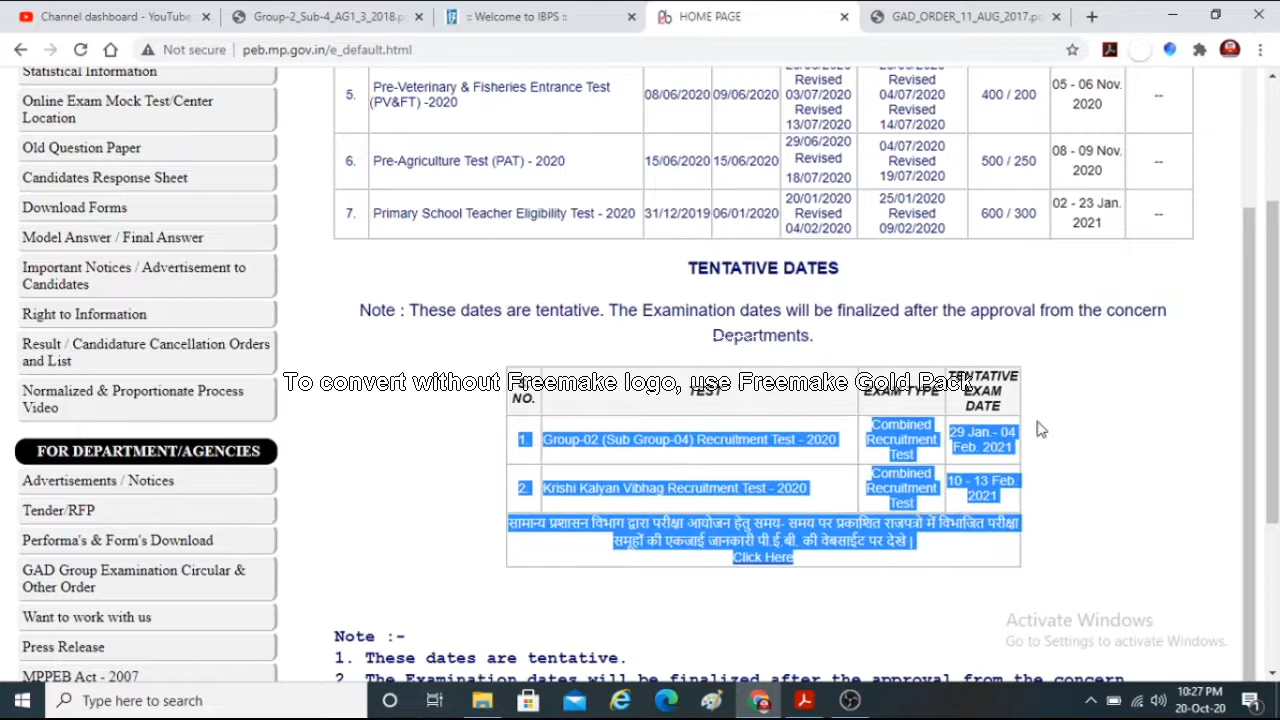 Channel dashboard - YouTube
Group-2_Sub-4_AG1_3_2018.p
:: Welcome to IBPS ::
HOME PAGE
GAD_ORDER_11_AUG_2017.pd
Not secure | peb.mp.gov.in/e_default.html
Statistical Information
Online Exam Mock Test/Center
Location
Old Question Paper
Candidates Response Sheet
Download Forms
Model Answer / Final Answer
Important Notices / Advertisement to
Candidates
Right to Information
Result / Candidature Cancellation Orders
and List
Normalized & Proportionate Process
Video
FOR DEPARTMENT/AGENCIES
Advertisements / Notices
Tender/RFP
Performa's & Form's Download
GAD Group Examination Circular &
Other Order
Want to work with us
Press Release
MPPEB Act - 2007
5. Pre-Veterinary & Fisheries Entrance Test
(PV&FT) -2020
08/06/2020 09/06/2020
Revised
03/07/2020
Revised
13/07/2020
Revised
04/07/2020
Revised
14/07/2020
400 / 200
05 - 06 Nov.
2020
--
6. Pre-Agriculture Test (PAT) - 2020
15/06/2020 15/06/2020
29/06/2020
Revised
18/07/2020
04/07/2020
Revised
19/07/2020
500 / 250
08 - 09 Nov.
2020
--
7. Primary School Teacher Eligibility Test - 2020
31/12/2019 06/01/2020
20/01/2020
Revised
04/02/2020
25/01/2020
Revised
09/02/2020
600 / 300
02 - 23 Jan.
2021
--
TENTATIVE DATES
Note : These dates are tentative. The Examination dates will be finalized after the approval from the concern
Departments.
To convert without Freemake logo, use Freemake Gold Pack
NO.
TEST
EXAM TYPE
TENTATIVE
EXAM
DATE
1. Group-02 (Sub Group-04) Recruitment Test - 2020
Combined
Recruitment
Test
29 Jan.- 04
Feb. 2021
2. Krishi Kalyan Vibhag Recruitment Test - 2020
Combined
Recruitment
Test
10 - 13 Feb.
2021
सामान्य प्रशासन विभाग द्वारा परीक्षा आयोजन हेतु समय- समय पर प्रकाशित राजपत्रो में विभाजित परीक्षा
समूहों की एकजाई जानकारी पी.ई.बी. की वेबसाईट पर देखे |
Click Here
Note :-
1. These dates are tentative.
2. The Examination dates will be finalized after the approval from the concern
Activate Windows
Go to Settings to activate Windows.
Type here to search
10:27 PM
20-Oct-20